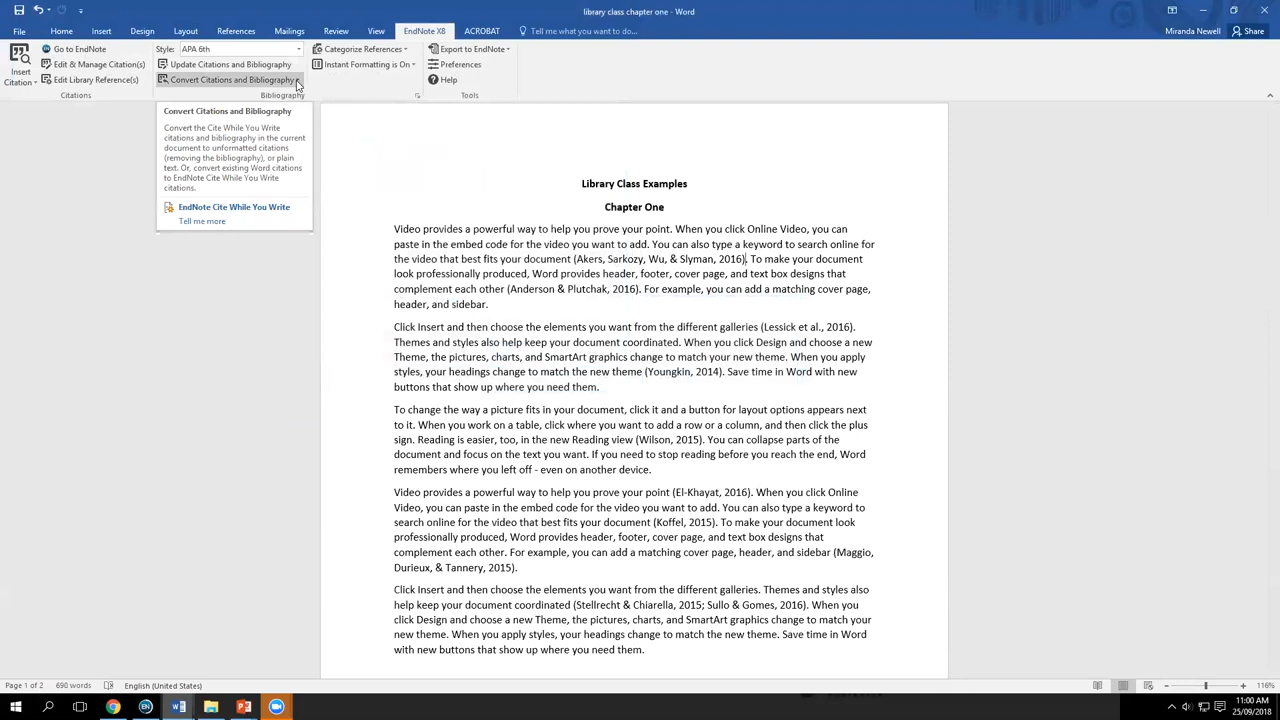 library class chapter one - Word
Miranda Newell
Share
File Home Insert Design Layout References Mailings Review View EndNote X8 ACROBAT Tell me what you want to do...
Insert Citation
Go to EndNote
Edit & Manage Citation(s)
Edit Library Reference(s)
Citations
Style: APA 6th
Update Citations and Bibliography
Convert Citations and Bibliography
Categorize References
Instant Formatting is On
Bibliography
Export to EndNote
Preferences
Help
Tools
Convert Citations and Bibliography
Convert the Cite While You Write
citations and bibliography in the current
document to unformatted citations
(removing the bibliography), or plain
text. Or, convert existing Word citations
to EndNote Cite While You Write
citations.
EndNote Cite While You Write
Tell me more
Library Class Examples
Chapter One
Video provides a powerful way to help you prove your point. When you click Online Video, you can
paste in the embed code for the video you want to add. You can also type a keyword to search online for
the video that best fits your document (Akers, Sarkozy, Wu, & Slyman, 2016). To make your document
look professionally produced, Word provides header, footer, cover page, and text box designs that
complement each other (Anderson & Plutchak, 2016). For example, you can add a matching cover page,
header, and sidebar.
Click Insert and then choose the elements you want from the different galleries (Lessick et al., 2016).
Themes and styles also help keep your document coordinated. When you click Design and choose a new
Theme, the pictures, charts, and SmartArt graphics change to match your new theme. When you apply
styles, your headings change to match the new theme (Youngkin, 2014). Save time in Word with new
buttons that show up where you need them.
To change the way a picture fits in your document, click it and a button for layout options appears next
to it. When you work on a table, click where you want to add a row or a column, and then click the plus
sign. Reading is easier, too, in the new Reading view (Wilson, 2015). You can collapse parts of the
document and focus on the text you want. If you need to stop reading before you reach the end, Word
remembers where you left off - even on another device.
Video provides a powerful way to help you prove your point (El-Khayat, 2016). When you click Online
Video, you can paste in the embed code for the video you want to add. You can also type a keyword to
search online for the video that best fits your document (Koffel, 2015). To make your document look
professionally produced, Word provides header, footer, cover page, and text box designs that
complement each other. For example, you can add a matching cover page, header, and sidebar (Maggio,
Durieux, & Tannery, 2015).
Click Insert and then choose the elements you want from the different galleries. Themes and styles also
help keep your document coordinated (Stellrecht & Chiarella, 2015; Sullo & Gomes, 2016). When you
click Design and choose a new Theme, the pictures, charts, and SmartArt graphics change to match your
new theme. When you apply styles, your headings change to match the new theme. Save time in Word
with new buttons that show up where you need them.
Page 1 of 2 690 words English (United States) 116%
11:00 AM
25/09/2018